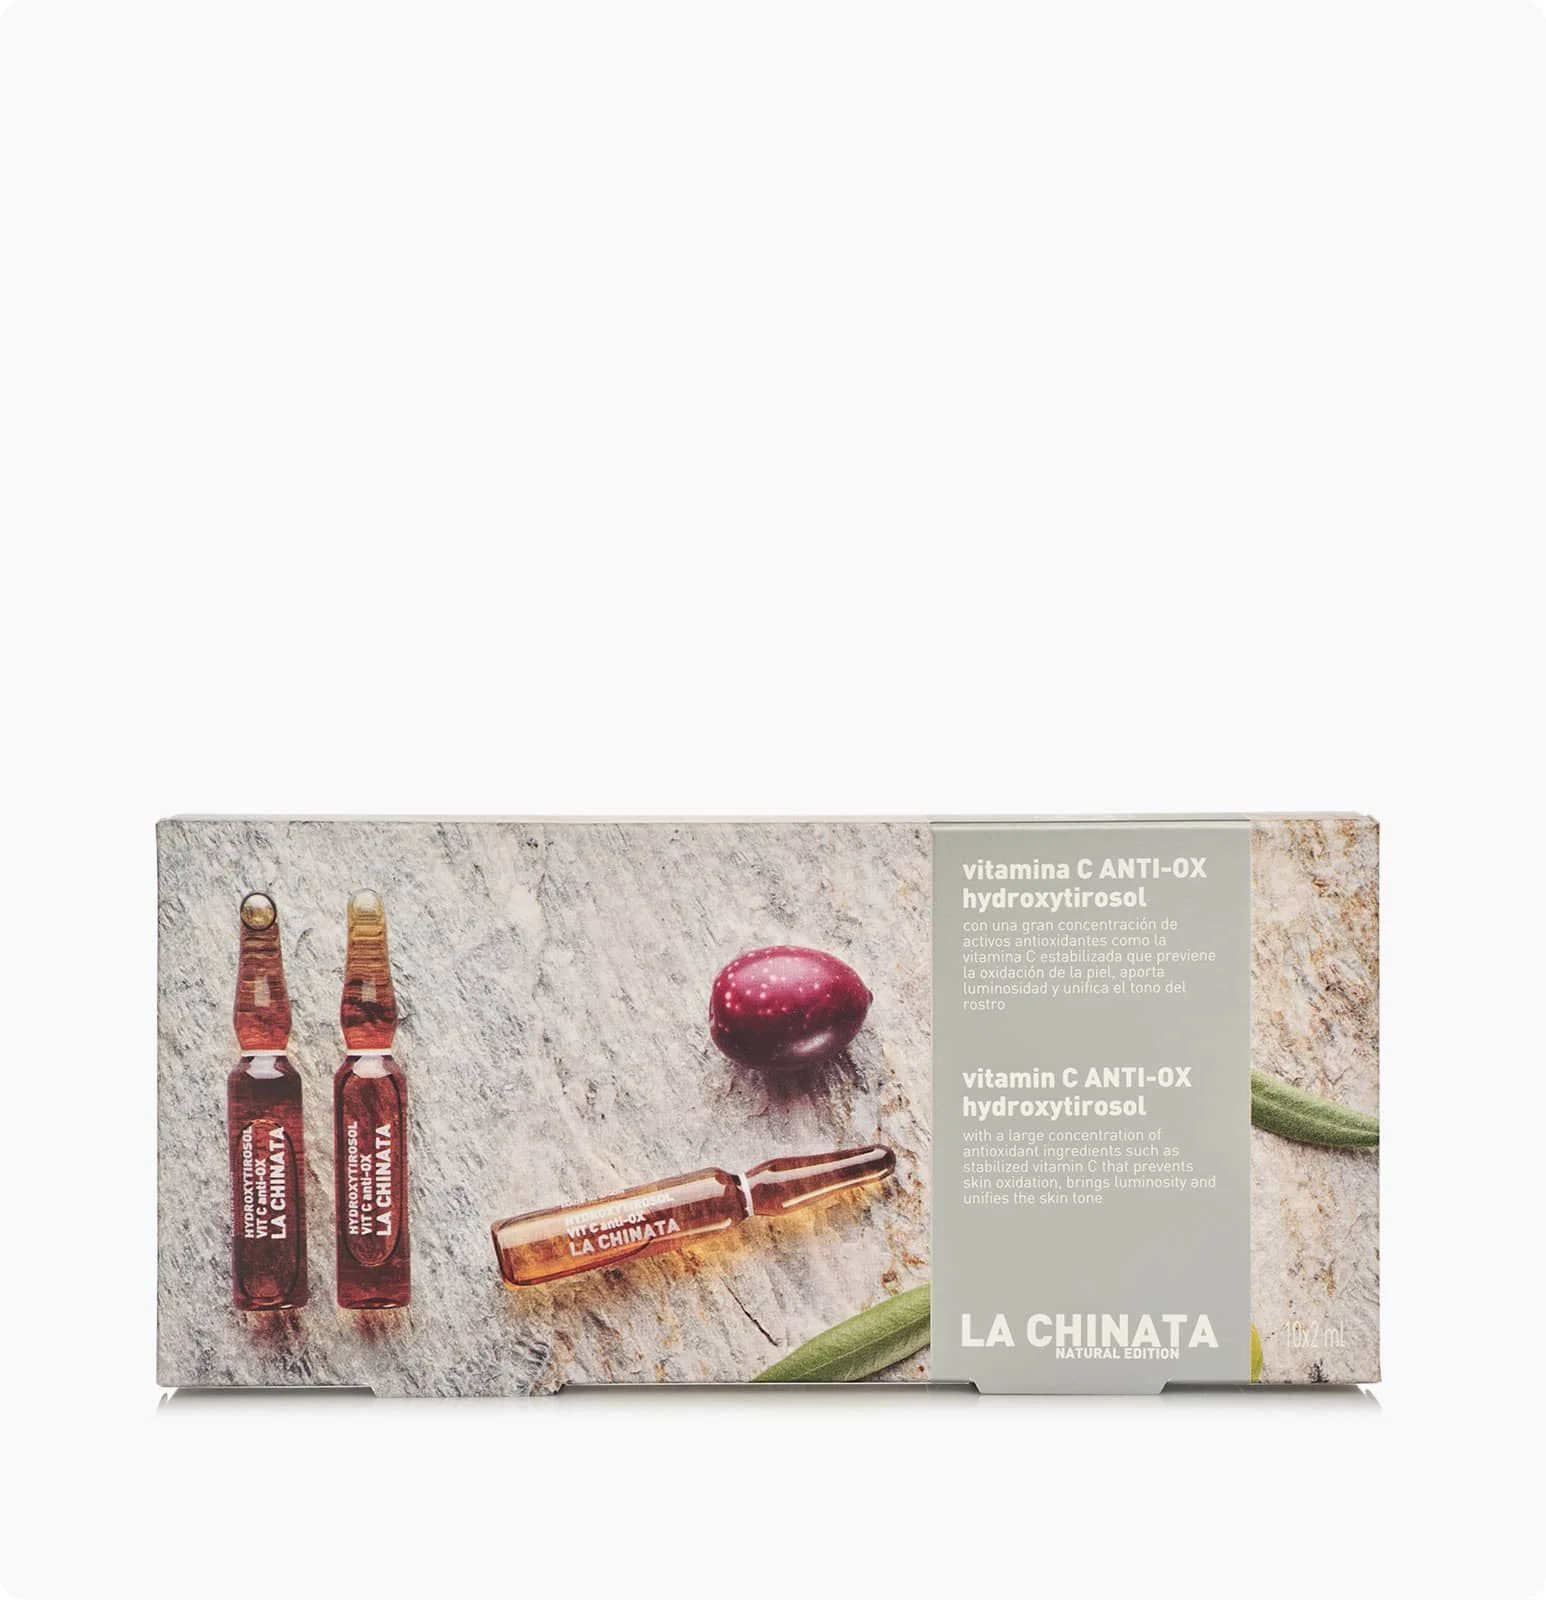 HYDROXYTIROSOL
VIT C anti-OX
LA CHINATA
HYDROXYTIROSOL
VIT C anti-OX
LA CHINATA
HYDROXYTIROSOL
VIT C anti-OX
LA CHINATA
vitamina C ANTI-OX
hydroxytirosol
con una gran concentración de
activos antioxidantes como la
vitamina C estabilizada que previene
la oxidación de la piel, aporta
luminosidad y unifica el tono del
rostro
vitamin C ANTI-OX
hydroxytirosol
with a large concentration of
antioxidant ingredients such as
stabilized vitamin C that prevents
skin oxidation, brings luminosity and
unifies the skin tone
LA CHINATA
NATURAL EDITION
10x2 mL